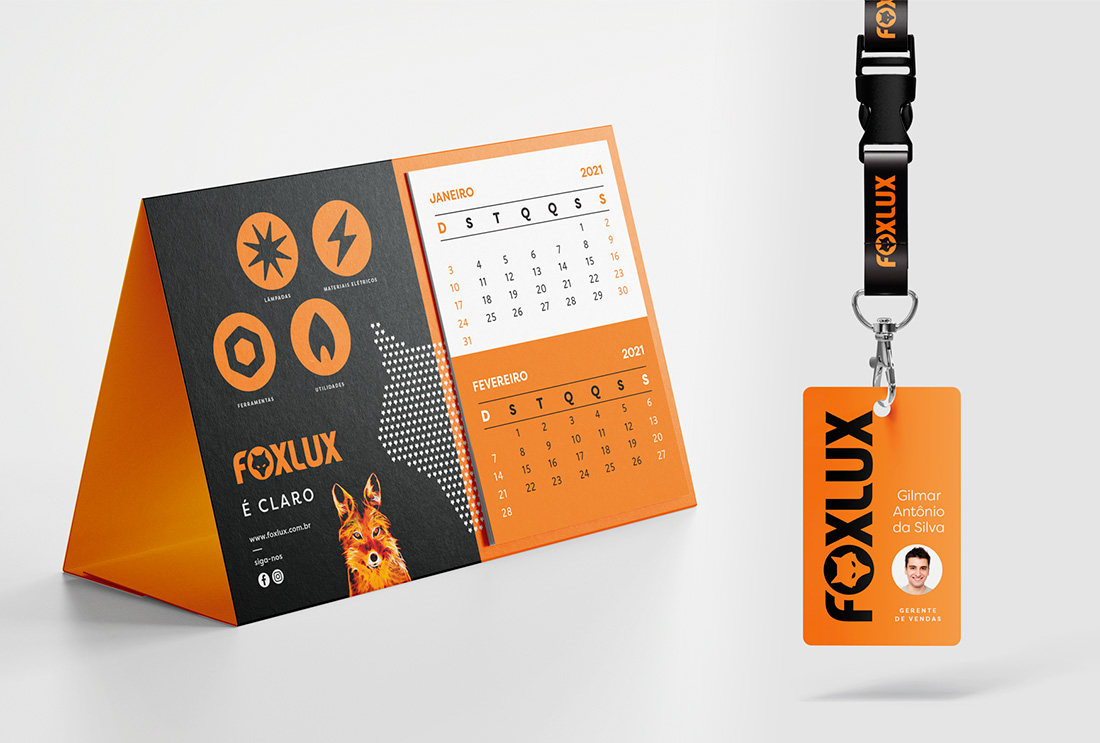 LÂMPADAS
MATERIAIS ELÉTRICOS
FERRAMENTAS
UTILIDADES
FOXLUX
É CLARO
www.foxlux.com.br
siga-nos
JANEIRO 2021
D S T Q Q S S
1 2
3 4 5 6 7 8 9
10 11 12 13 14 15 16
17 18 19 20 21 22 23
24 25 26 27 28 29 30
31
FEVEREIRO 2021
D S T Q Q S S
1 2 3 4 5 6
7 8 9 10 11 12 13
14 15 16 17 18 19 20
21 22 23 24 25 26 27
28
FOX
FOXLUX
FOXLUX
Gilmar
Antônio
da Silva
GERENTE
DE VENDAS